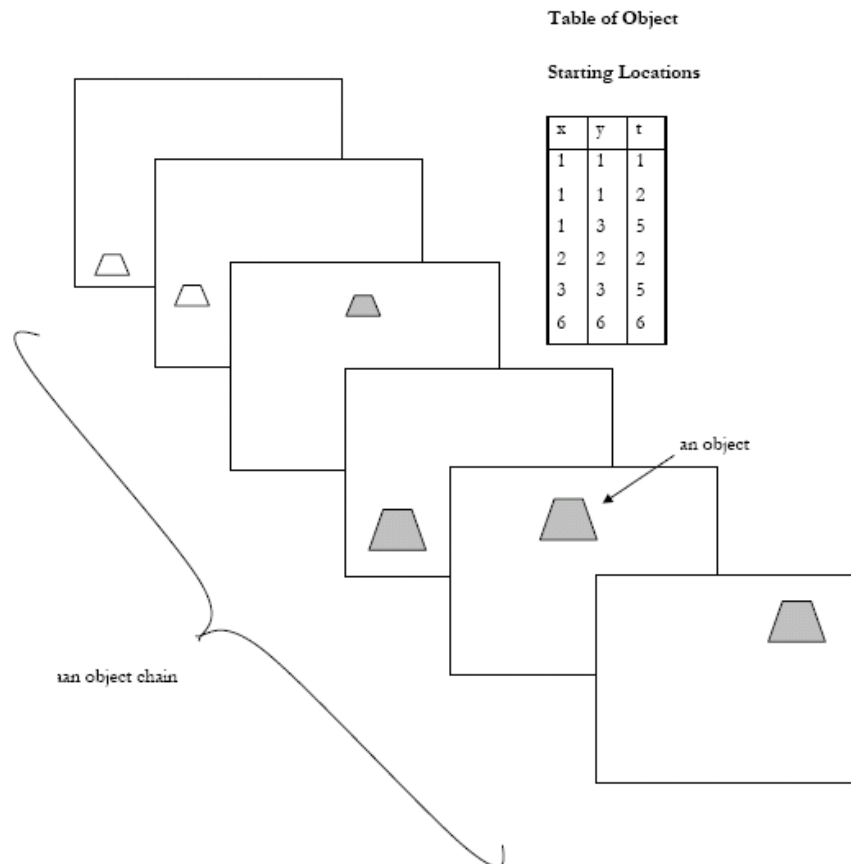 Table of Object
Starting Locations
x y t
1 1 1
1 1 2
1 3 5
2 2 2
3 3 5
6 6 6
an object
aan object chain